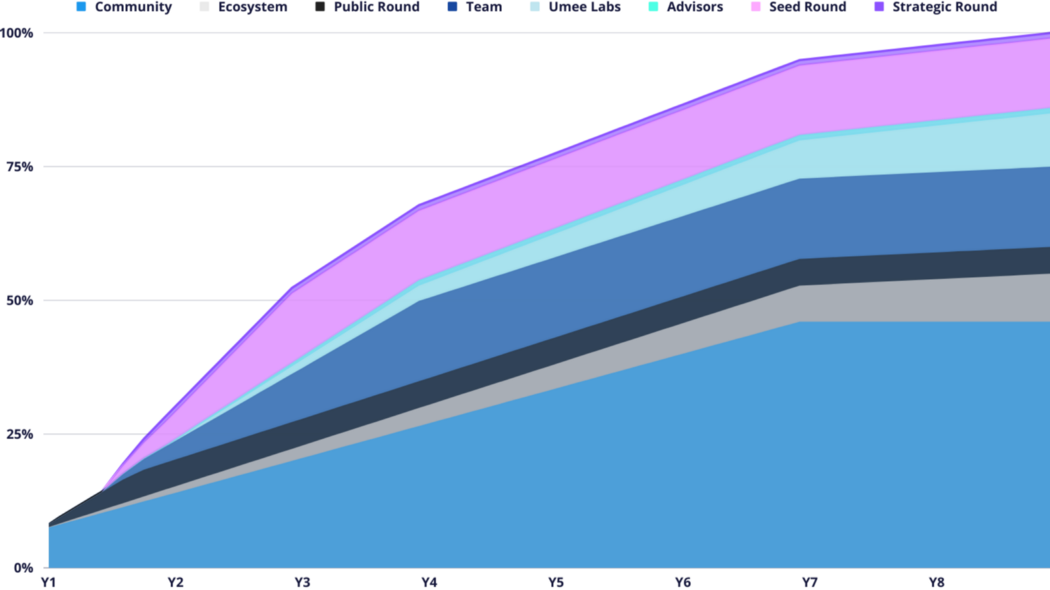 Community Ecosystem Public Round Team Umee Labs Advisors Seed Round Strategic Round
100%
75%
50%
25%
0%
Y1 Y2 Y3 Y4 Y5 Y6 Y7 Y8